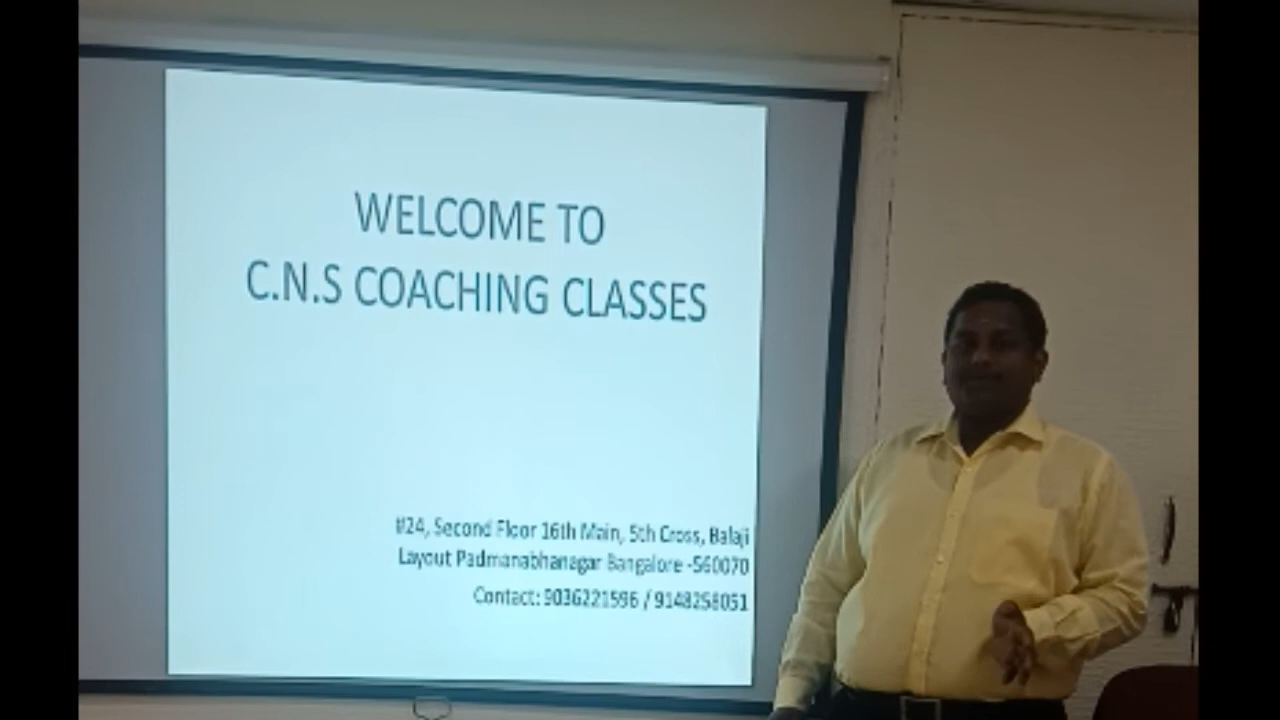 WELCOME TO
C.N.S COACHING CLASSES
#24, Second Floor 16th Main, 5th Cross, Balaji
Layout Padmanabhanagar Bangalore -560070
Contact: 9036221596 / 9148258051